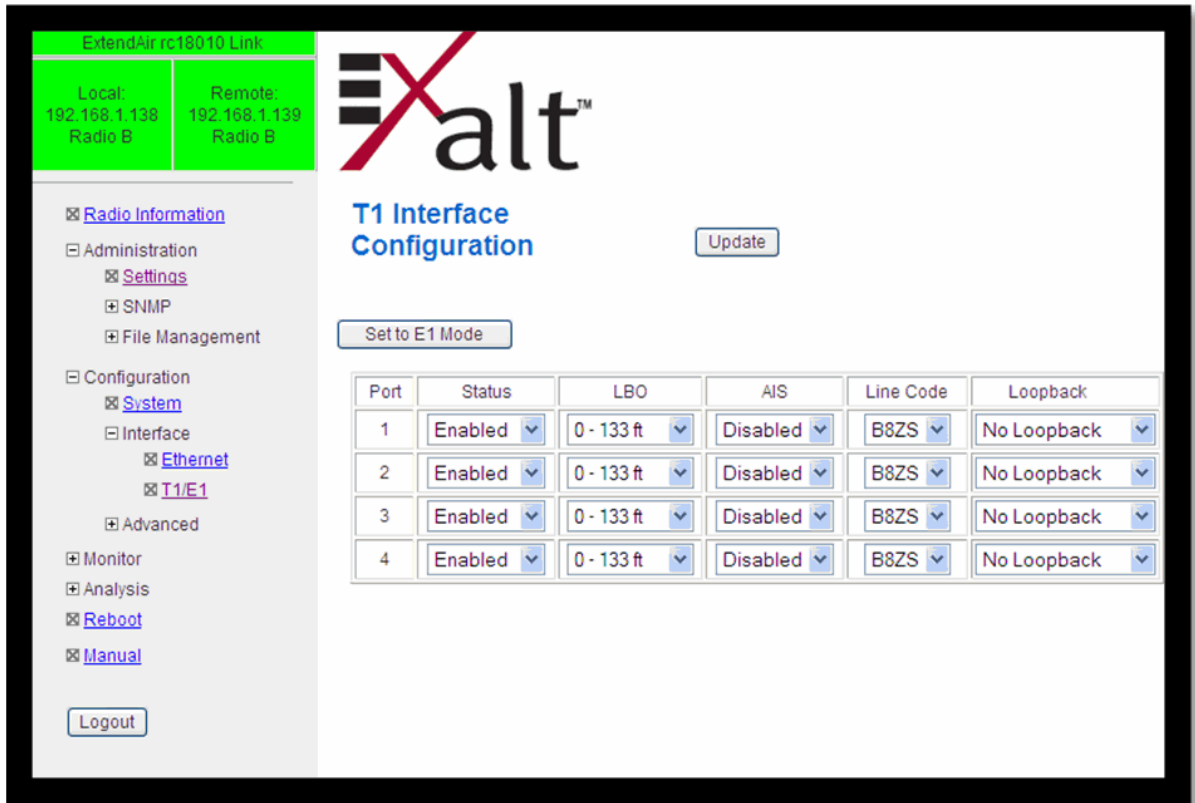 ExtendAir rc18010 Link
Local:
192.168.1.138
Radio B
Remote:
192.168.1.139
Radio B
Radio Information
Administration
Settings
SNMP
File Management
Configuration
System
Interface
Ethernet
T1/E1
Advanced
Monitor
Analysis
Reboot
Manual
Logout
EXalt™
T1 Interface
Configuration
Update
Set to E1 Mode
Port Status LBO AIS Line Code Loopback
1 Enabled 0 - 133 ft Disabled B8ZS No Loopback
2 Enabled 0 - 133 ft Disabled B8ZS No Loopback
3 Enabled 0 - 133 ft Disabled B8ZS No Loopback
4 Enabled 0 - 133 ft Disabled B8ZS No Loopback